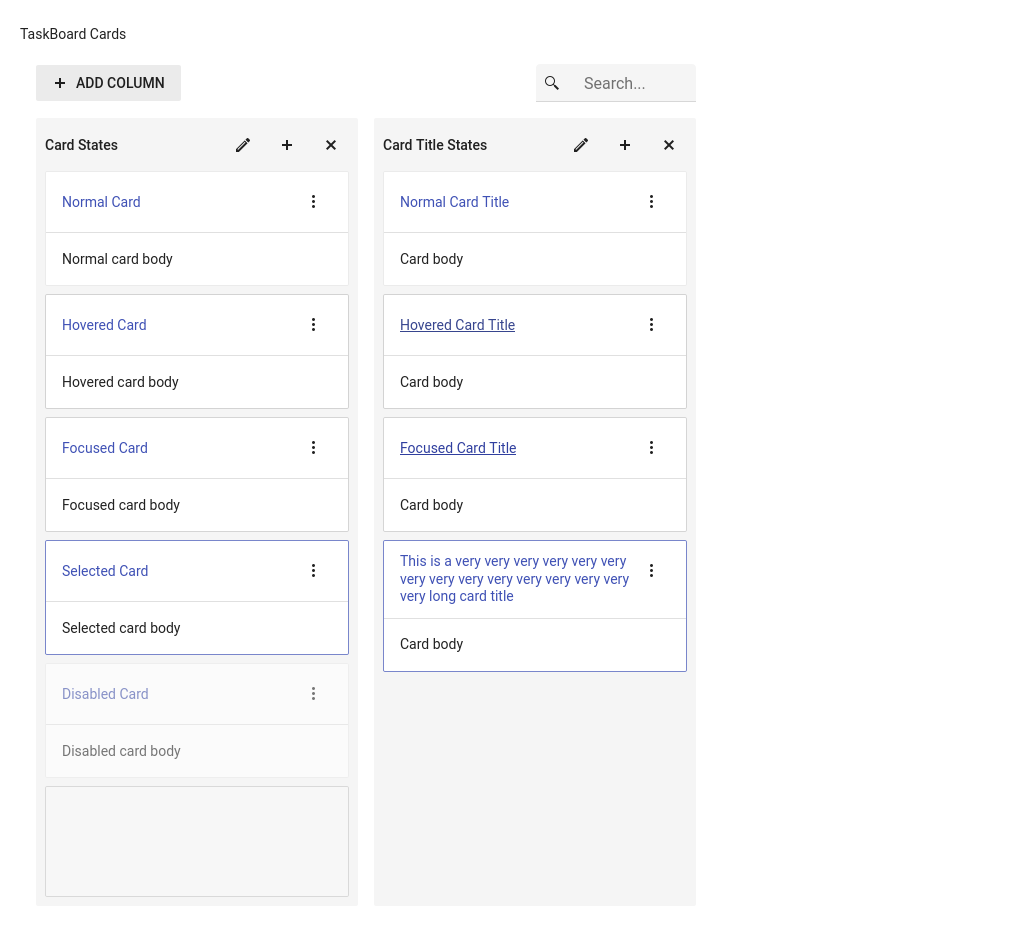 TaskBoard Cards
ADD COLUMN
Search...
Card States
Normal Card
Normal card body
Hovered Card
Hovered card body
Focused Card
Focused card body
Selected Card
Selected card body
Disabled Card
Disabled card body
Card Title States
Normal Card Title
Card body
Hovered Card Title
Card body
Focused Card Title
Card body
This is a very very very very very very
very very very very very very very very
very long card title
Card body